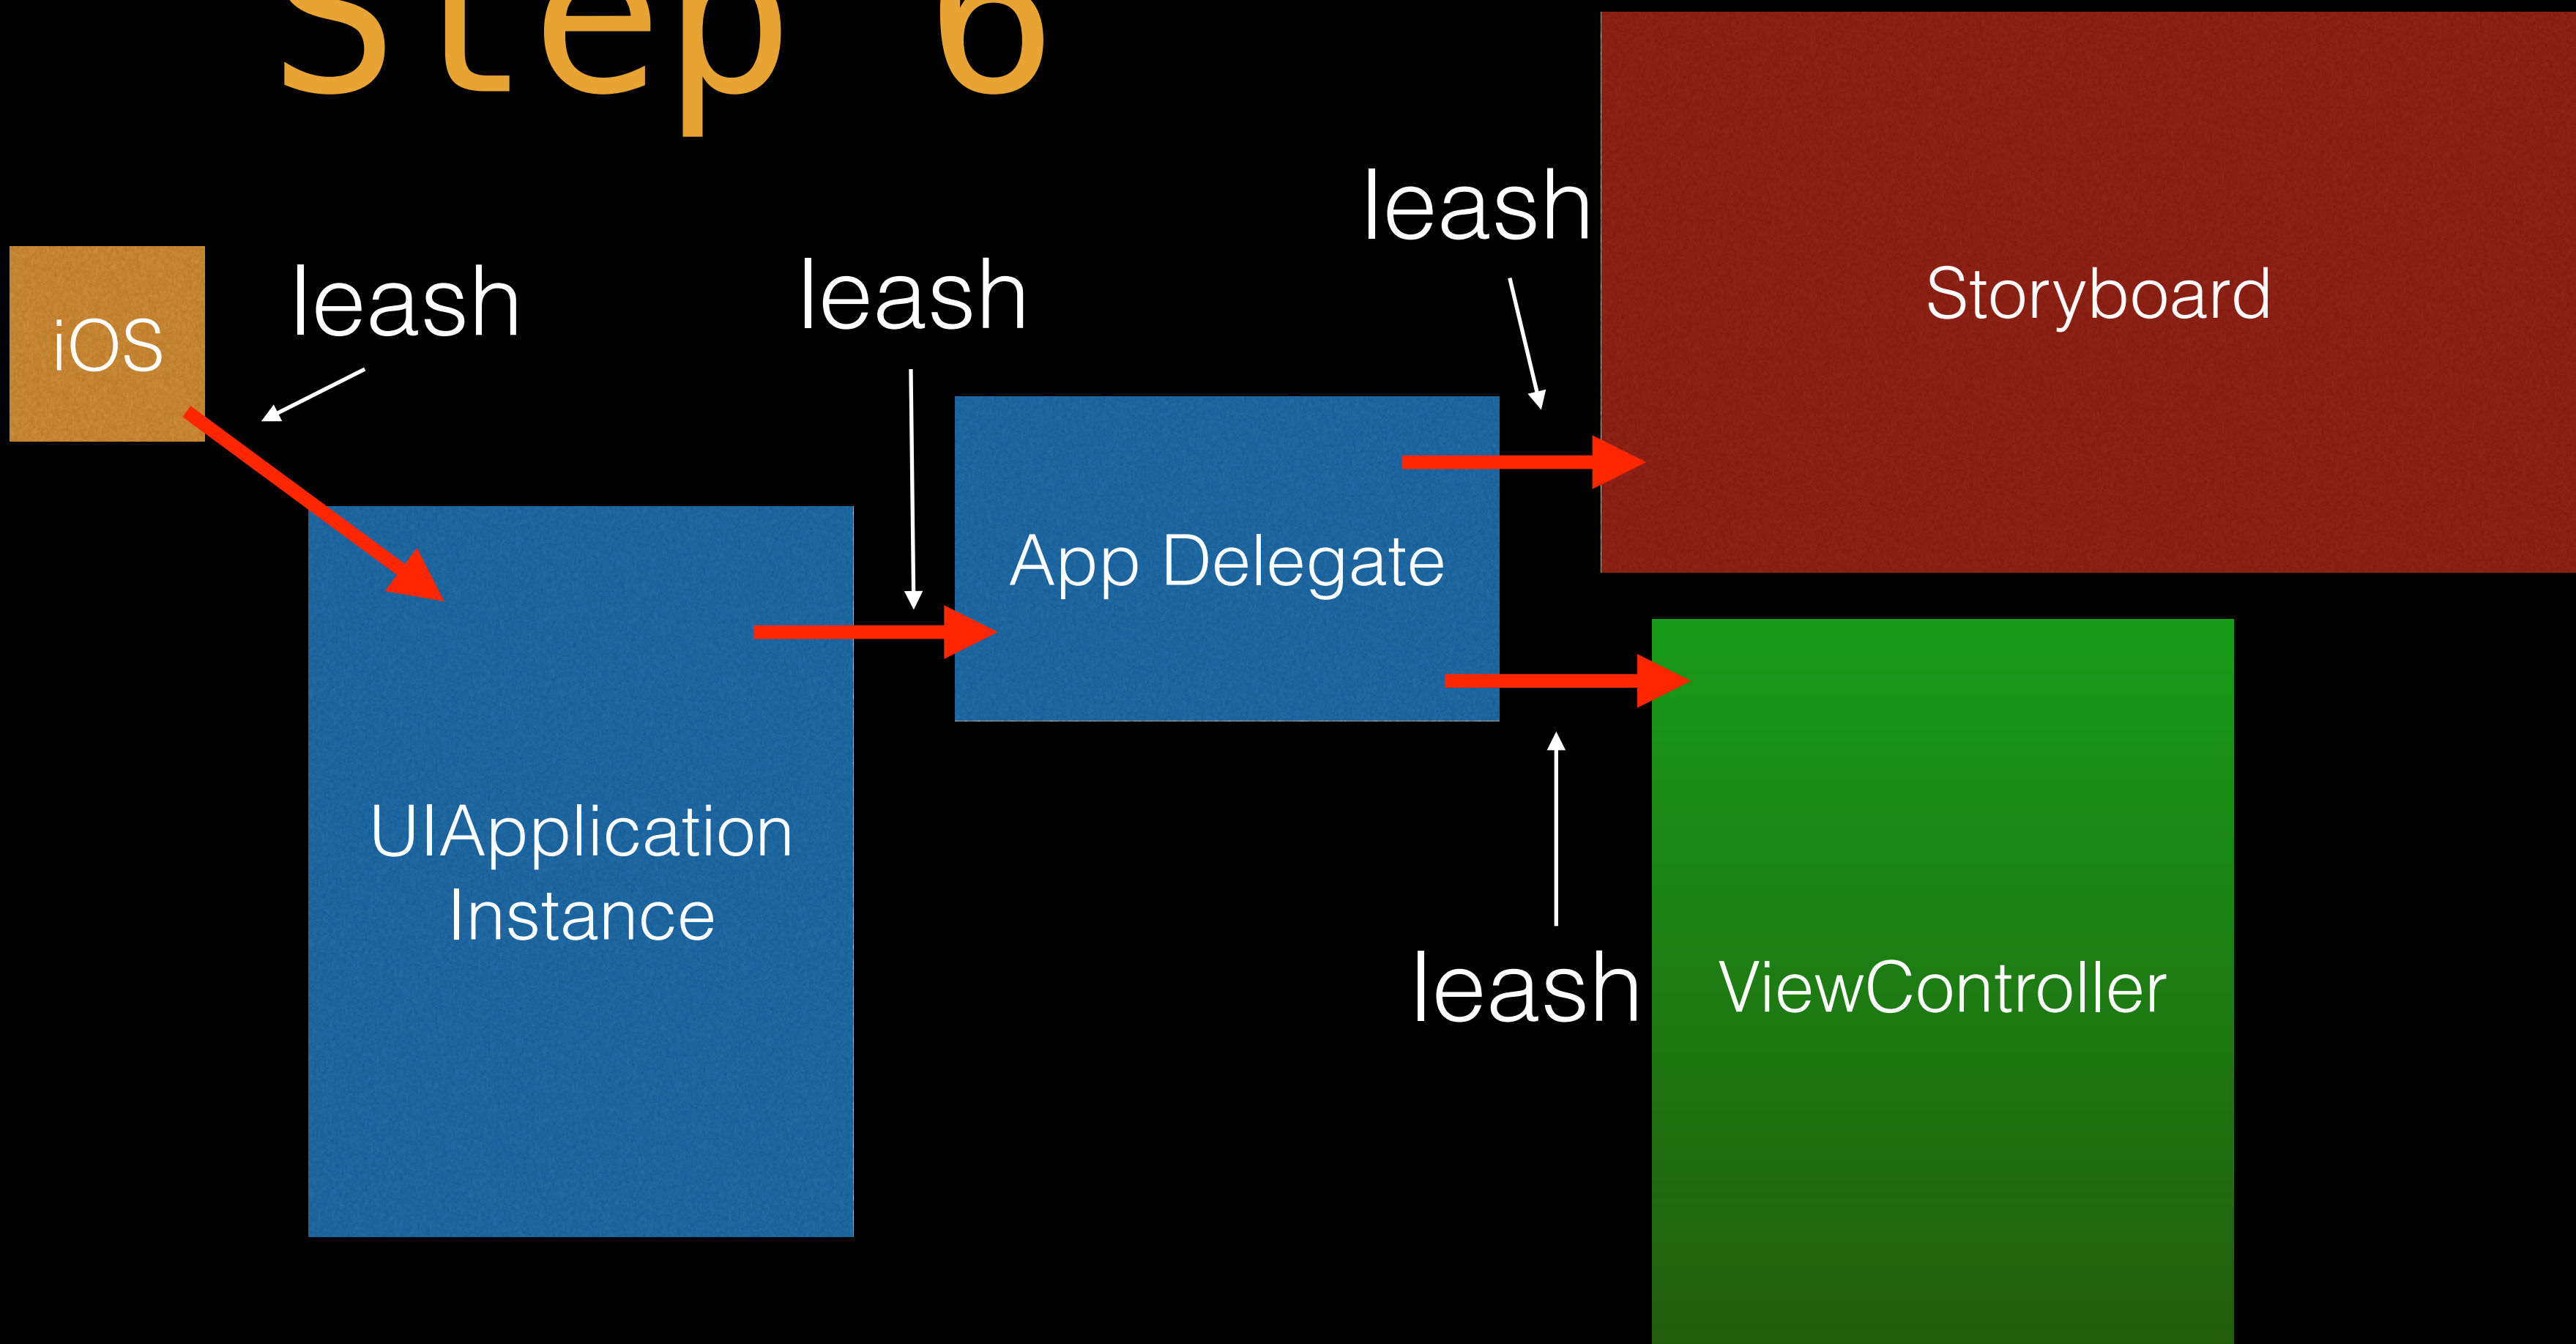 Step 6
leash
leash
leash
iOS
Storyboard
App Delegate
UIApplication
Instance
leash
ViewController